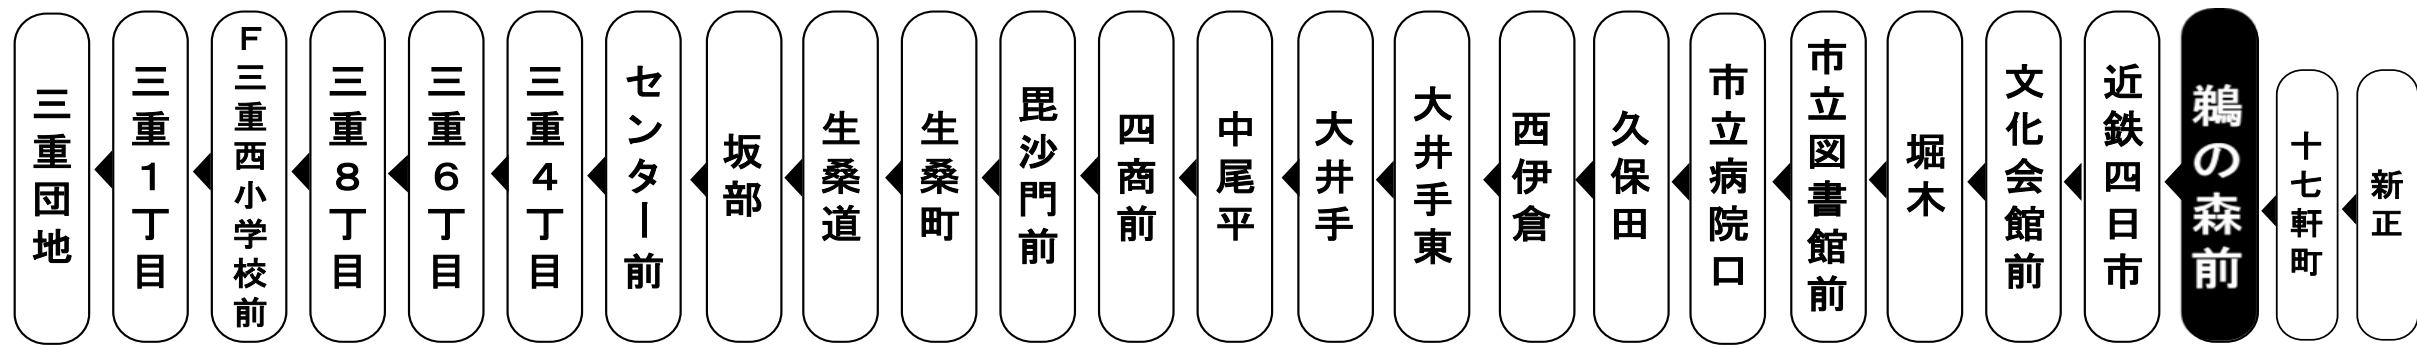 三重団地
三重1丁目
F三重西小学校前
三重8丁目
三重6丁目
三重4丁目
センター前
坂部
生桑道
生桑町
毘沙門前
四商前
中尾平
大井手
大井手東
西伊倉
久保田
市立病院口
市立図書館前
堀木
文化会館前
近鉄四日市
鵜の森前
十七軒町
新正